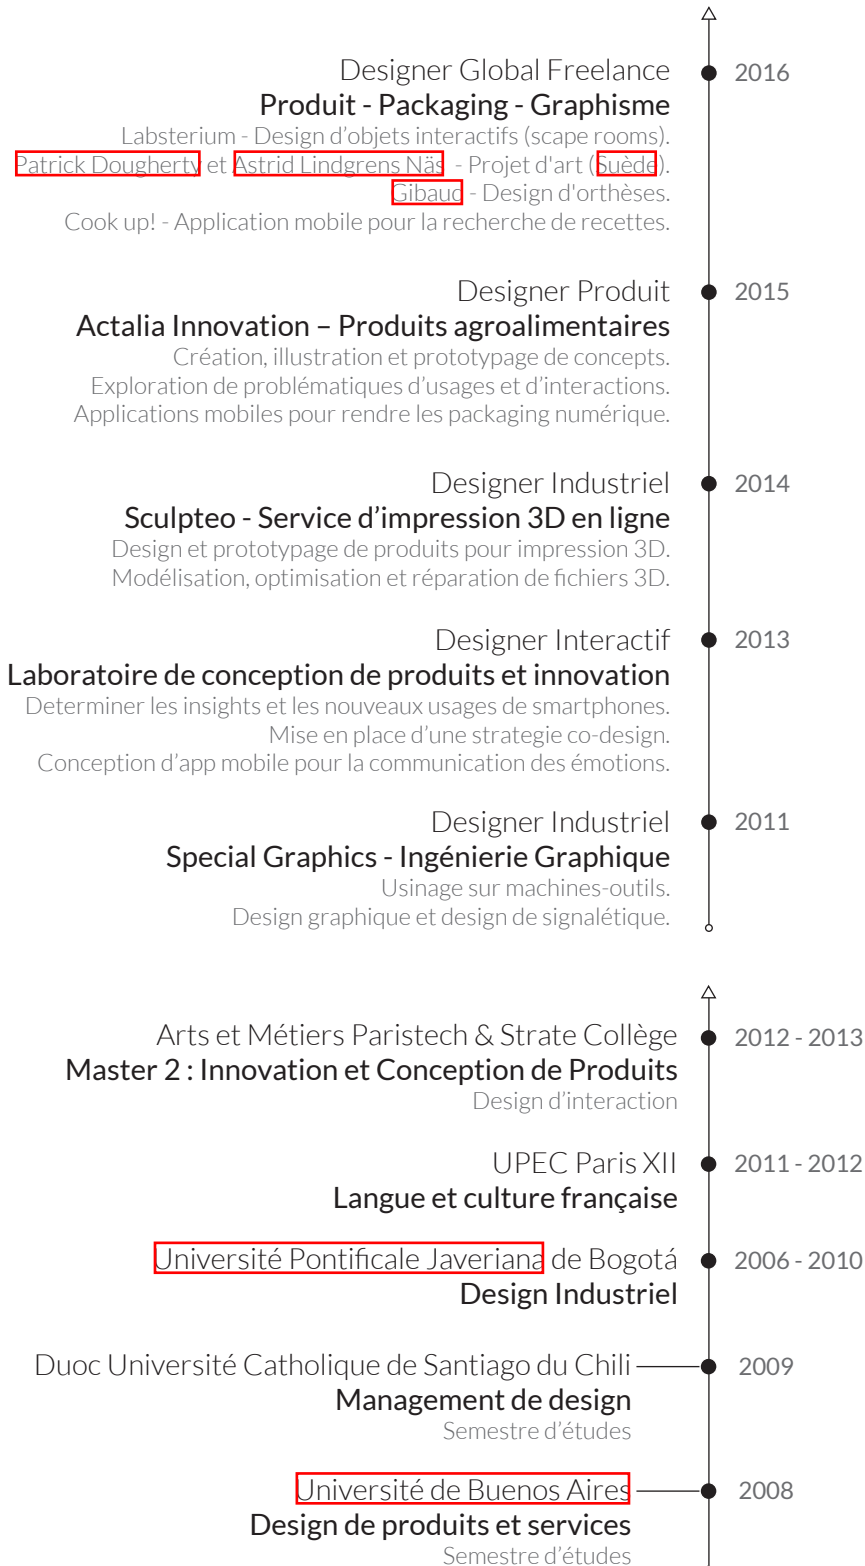 Designer Global Freelance
2016
Produit - Packaging - Graphisme
Labsterium - Design d’objets interactifs (scape rooms).
Patrick Dougherty et Astrid Lindgrens Näs - Projet d'art (Suède).
Gibaud - Design d'orthèses.
Cook up! - Application mobile pour la recherche de recettes.
Designer Produit
2015
Actalia Innovation – Produits agroalimentaires
Création, illustration et prototypage de concepts.
Exploration de problématiques d’usages et d’interactions.
Applications mobiles pour rendre les packaging numérique.
Designer Industriel
2014
Sculpteo - Service d’impression 3D en ligne
Design et prototypage de produits pour impression 3D.
Modélisation, optimisation et réparation de fichiers 3D.
Designer Interactif
2013
Laboratoire de conception de produits et innovation
Determiner les insights et les nouveaux usages de smartphones.
Mise en place d’une strategie co-design.
Conception d’app mobile pour la communication des émotions.
Designer Industriel
2011
Special Graphics - Ingénierie Graphique
Usinage sur machines-outils.
Design graphique et design de signalétique.
Arts et Métiers Paristech & Strate Collège
2012 - 2013
Master 2 : Innovation et Conception de Produits
Design d’interaction
UPEC Paris XII
2011 - 2012
Langue et culture française
Université Pontificale Javeriana de Bogotá
2006 - 2010
Design Industriel
Duoc Université Catholique de Santiago du Chili
2009
Management de design
Semestre d’études
Université de Buenos Aires
2008
Design de produits et services
Semestre d’études